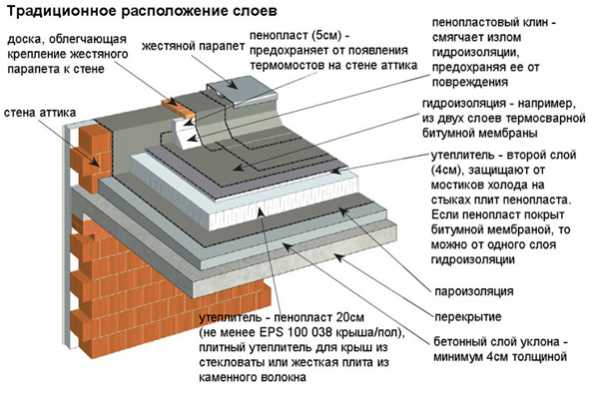 Традиционное расположение слоев
доска, облегчающая
крепление жестяного
парапета к стене
жестяной парапет
пенопласт (5см) -
предохраняет от появления
термомостов на стене аттика
пенопластовый клин -
смягчает излом
гидроизоляции,
предохраняя ее от
повреждения
стена аттика
гидроизоляция - например,
из двух слоев термосварной
битумной мембраны
утеплитель - второй слой
(4см), защищают от
мостиков холода на
стыках плит пенопласта.
Если пенопласт покрыт
битумной мембраной, то
можно от одного слоя
гидроизоляции
пароизоляция
перекрытие
бетонный слой уклона -
минимум 4см толщиной
утеплитель - пенопласт 20см
(не менее EPS 100 038 крыша/пол),
плитный утеплитель для крыш из
стекловаты или жесткая плита из
каменного волокна